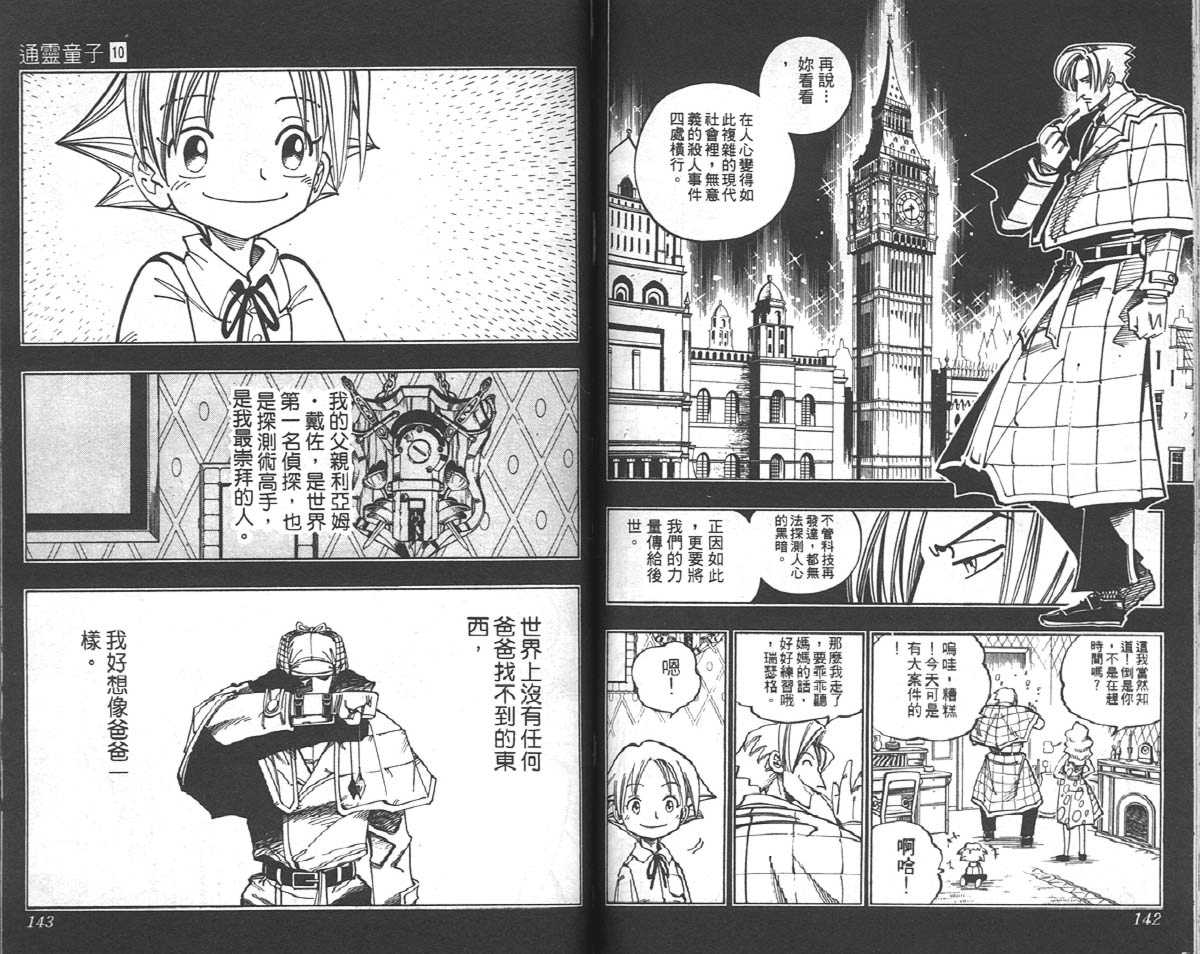 再說…
妳看看
，
在人心變得如
此複雜的現代
社會裡，無意
義的殺人事件
四處橫行。
不管科技再
發達，都無
法探測人心
的黑暗。
正因如此
，更要將
我們的力
量傳給後
世。
這我當然知
道！倒是你
，不是在趕
時間嗎？
嗚哇，糟糕
！今天可是
有大案件的
！
啊哈！
那麼我走了
，要乖乖聽
媽媽的話，
好好練習哦
，瑞瑟格。
嗯！
142
通靈童子 10
我的父親利亞姆
·戴佐，是世界
第一名偵探，也
是探測術高手，
是我最崇拜的人。
世界上沒有任何
爸爸找不到的東
西，
我好想像爸爸一
樣。
143